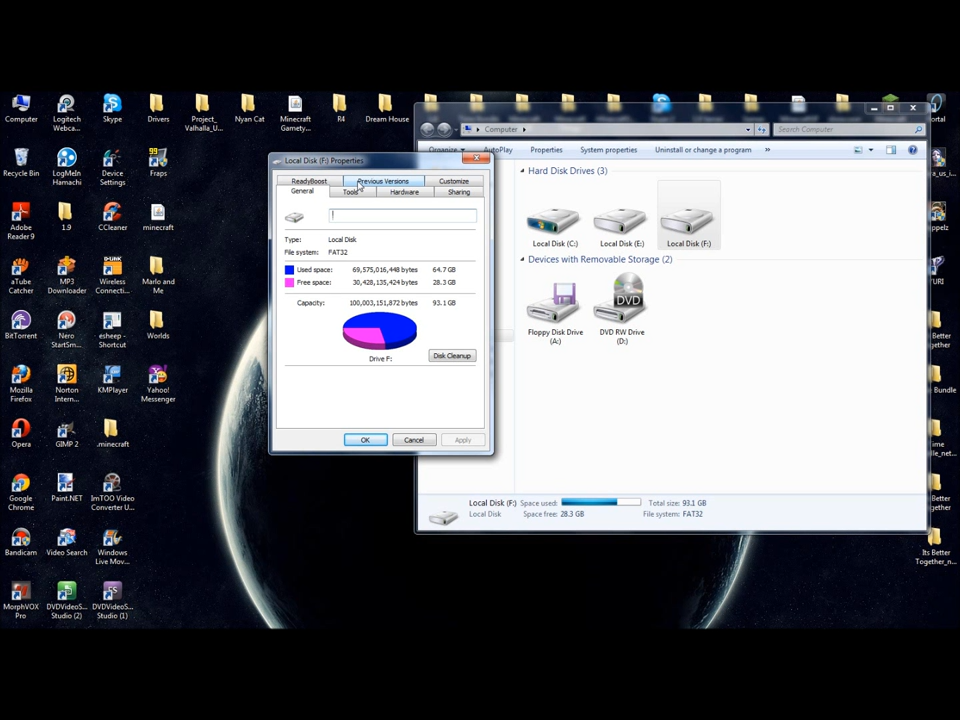 Computer
Logitech Webca...
Skype
Drivers
Project_ Valhalla_U...
Nyan Cat
Minecraft Gamety...
R4
Dream House
Recycle Bin
LogMeIn Hamachi
Device Settings
Fraps
Adobe Reader 9
1.9
CCleaner
minecraft
aTube Catcher
MP3 Downloader
Wireless Connecti...
Marlo and Me
BitTorrent
Nero StartSm...
esheep - Shortcut
Worlds
Mozilla Firefox
Norton Intern...
KMPlayer
Yahoo! Messenger
Opera
GIMP 2
.minecraft
Google Chrome
Paint.NET
ImTOO Video Converter U...
Bandicam
Video Search
Windows Live Mov...
MorphVOX Pro
DVDVideoS... Studio (2)
DVDVideoS... Studio (1)
Local Disk (F:) Properties
ReadyBoost
Previous Versions
Customize
General
Tools
Hardware
Sharing
Type: Local Disk
File system: FAT32
Used space: 69,575,016,448 bytes 64.7 GB
Free space: 30,428,135,424 bytes 28.3 GB
Capacity: 100,003,151,872 bytes 93.1 GB
Drive F:
Disk Cleanup
OK
Cancel
Apply
Computer
Search Computer
Organize
AutoPlay
Properties
System properties
Uninstall or change a program
»
Hard Disk Drives (3)
Local Disk (C:)
Local Disk (E:)
Local Disk (F:)
Devices with Removable Storage (2)
Floppy Disk Drive (A:)
DVD RW Drive (D:)
DVD
Local Disk (F:) Space used: Total size: 93.1 GB
Local Disk Space free: 28.3 GB File system: FAT32
Better
Together
Bundle
Better
Together
Its Better Together_n...